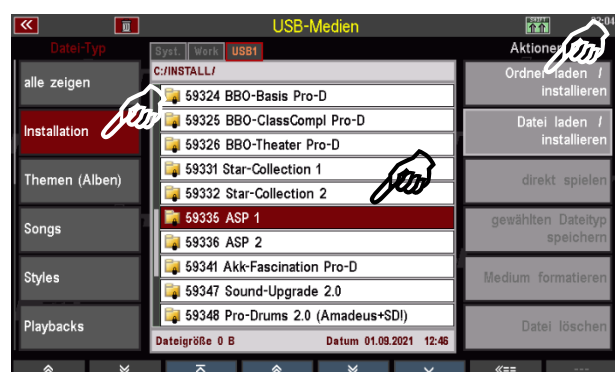 USB-Medien
SHIFT
:04
Datei-Typ
Syst. Work USB1
Aktionen
C:/INSTALL/
alle zeigen
Installation
Themen (Alben)
Songs
Styles
Playbacks
59324 BBO-Basis Pro-D
59325 BBO-ClassCompl Pro-D
59326 BBO-Theater Pro-D
59331 Star-Collection 1
59332 Star-Collection 2
59335 ASP 1
59336 ASP 2
59341 Akk-Fascination Pro-D
59347 Sound-Upgrade 2.0
59348 Pro-Drums 2.0 (Amadeus+SDI)
Dateigröße 0 B Datum 01.09.2021 12:46
Ordner laden /
installieren
Datei laden /
installieren
direkt spielen
gewählten Dateityp
speichern
Medium formatieren
Datei löschen